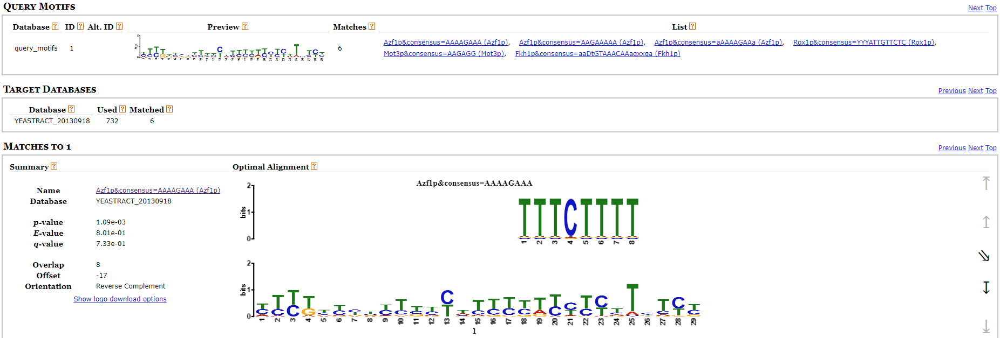 QUERY MOTIFS
Next Top
Database ? ID ? Alt. ID ? Preview ? Matches ? List ?
query_motifs 1 6 Azf1p&consensus=AAAAGAAA (Azf1p), Azf1p&consensus=AAGAAAAA (Azf1p), Azf1p&consensus=aAAAAGAAa (Azf1p), Rox1p&consensus=YYYATTGTTCTC (Rox1p),
Mot3p&consensus=AAGAGG (Mot3p), Fkh1p&consensus=aaDtGTAAACAAagxxga (Fkh1p)
TARGET DATABASES
Previous Next Top
Database ? Used ? Matched ?
YEASTRACT_20130918 732 6
MATCHES TO 1
Previous Next Top
Summary ? Optimal Alignment ?
Name Azf1p&consensus=AAAAGAAA (Azf1p)
Database YEASTRACT_20130918
p-value 1.09e-03
E-value 8.01e-01
q-value 7.33e-01
Overlap 8
Offset -17
Orientation Reverse Complement
Show logo download options
Azf1p&consensus=AAAAGAAA
2
bits
1
0
TTTCTTTT
1 2 3 4 5 6 7 8
2
bits
1
0
1 2 3 4 5 6 7 8 9 10 11 12 13 14 15 16 17 18 19 20 21 22 23 24 25 26 27 28 29
1